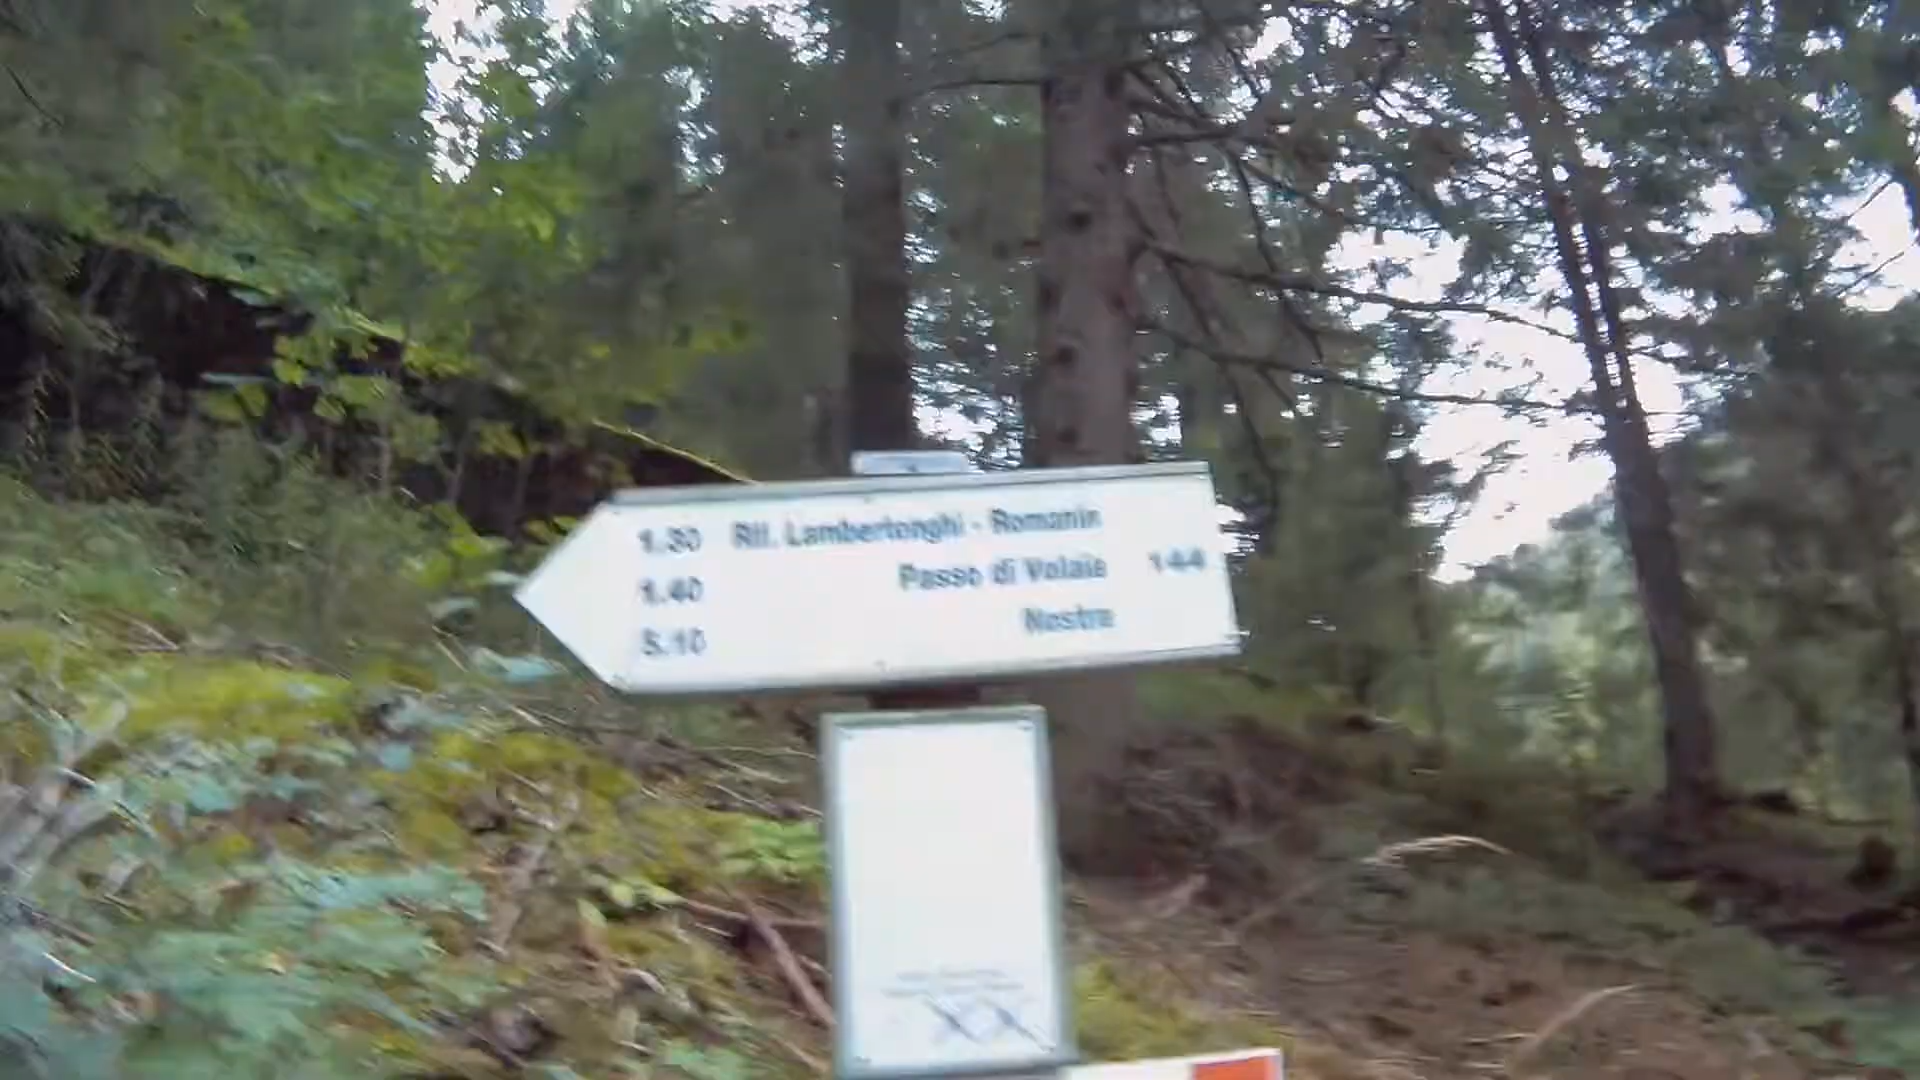 1.30 Rif. Lambertenghi - Romanin
1.40 Passo di Volaia 144
5.10 Nostra